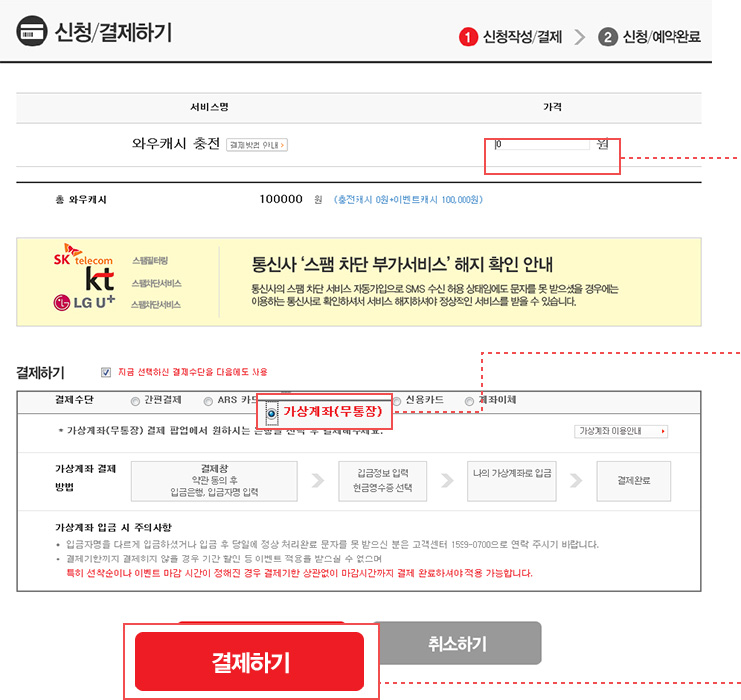 신청/결제하기
1 신청작성/결제 > 2 신청/예약완료
서비스명 가격
와우캐시 충전 결제방법 안내 0 원
총 와우캐시 100000 원 (충전캐시 0원+이벤트캐시 100,000원)
SK telecom 스팸필터링
kt 스팸차단서비스
LG U+ 스팸차단서비스
통신사 ‘스팸 차단 부가서비스’ 해지 확인 안내
통신사의 스팸 차단 서비스 자동가입으로 SMS 수신 허용 상태임에도 문자를 못 받으셨을 경우에는
이용하는 통신사로 확인하셔서 서비스 해지하셔야 정상적인 서비스를 받을 수 있습니다.
결제하기 지금 선택하신 결제수단을 다음에도 사용
결제수단 간편결제 ARS 카드 가상계좌(무통장) 신용카드 계좌이체
* 가상계좌(무통장) 결제 팝업에서 원하시는 은행을 선택 후 결제해주세요. 가상계좌 이용안내
가상계좌 결제
방법
결제창
약관 동의 후
입금은행, 입금자명 입력
입금정보 입력
현금영수증 선택
나의 가상계좌로 입금
결제완료
가상계좌 입금 시 주의사항
* 입금자명을 다르게 입금하셨거나 입금 후 당일에 정상 처리완료 문자를 못 받으신 분은 고객센터 1599-0700으로 연락 주시기 바랍니다.
* 결제기한까지 결제하지 않을 경우 기간 할인 등 이벤트 적용을 받으실 수 없으며
특히 선착순이나 이벤트 마감 시간이 정해진 경우 결제기한 상관없이 마감시간까지 결제 완료하셔야 적용 가능합니다.
결제하기 취소하기